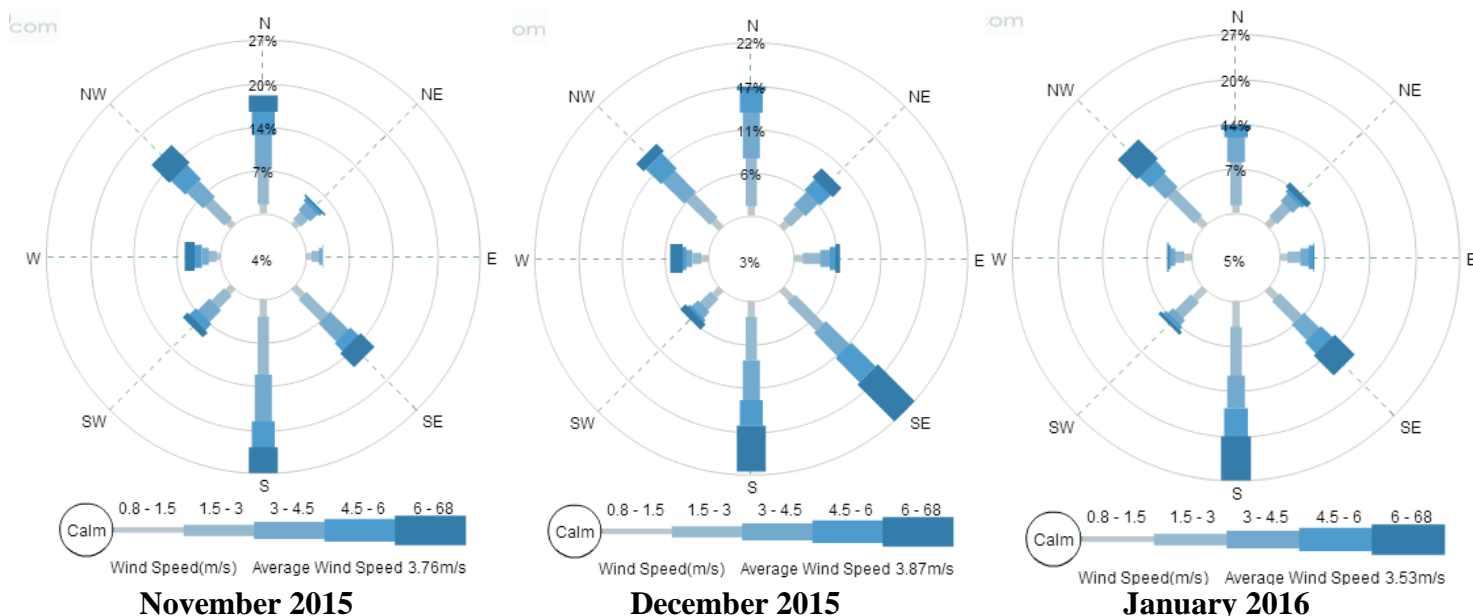 com
N
27%
20%
14%
7%
4%
NW
NE
W
E
SW
SE
S
0.8 - 1.5 1.5 - 3 3 - 4.5 4.5 - 6 6 - 68
Calm
Wind Speed(m/s) Average Wind Speed 3.76m/s
November 2015
om
N
22%
17%
11%
6%
3%
NW
NE
W
E
SW
SE
S
0.8 - 1.5 1.5 - 3 3 - 4.5 4.5 - 6 6 - 68
Calm
Wind Speed(m/s) Average Wind Speed 3.87m/s
December 2015
om
N
27%
20%
14%
7%
5%
NW
NE
W
E
SW
SE
S
0.8 - 1.5 1.5 - 3 3 - 4.5 4.5 - 6 6 - 68
Calm
Wind Speed(m/s) Average Wind Speed 3.53m/s
January 2016